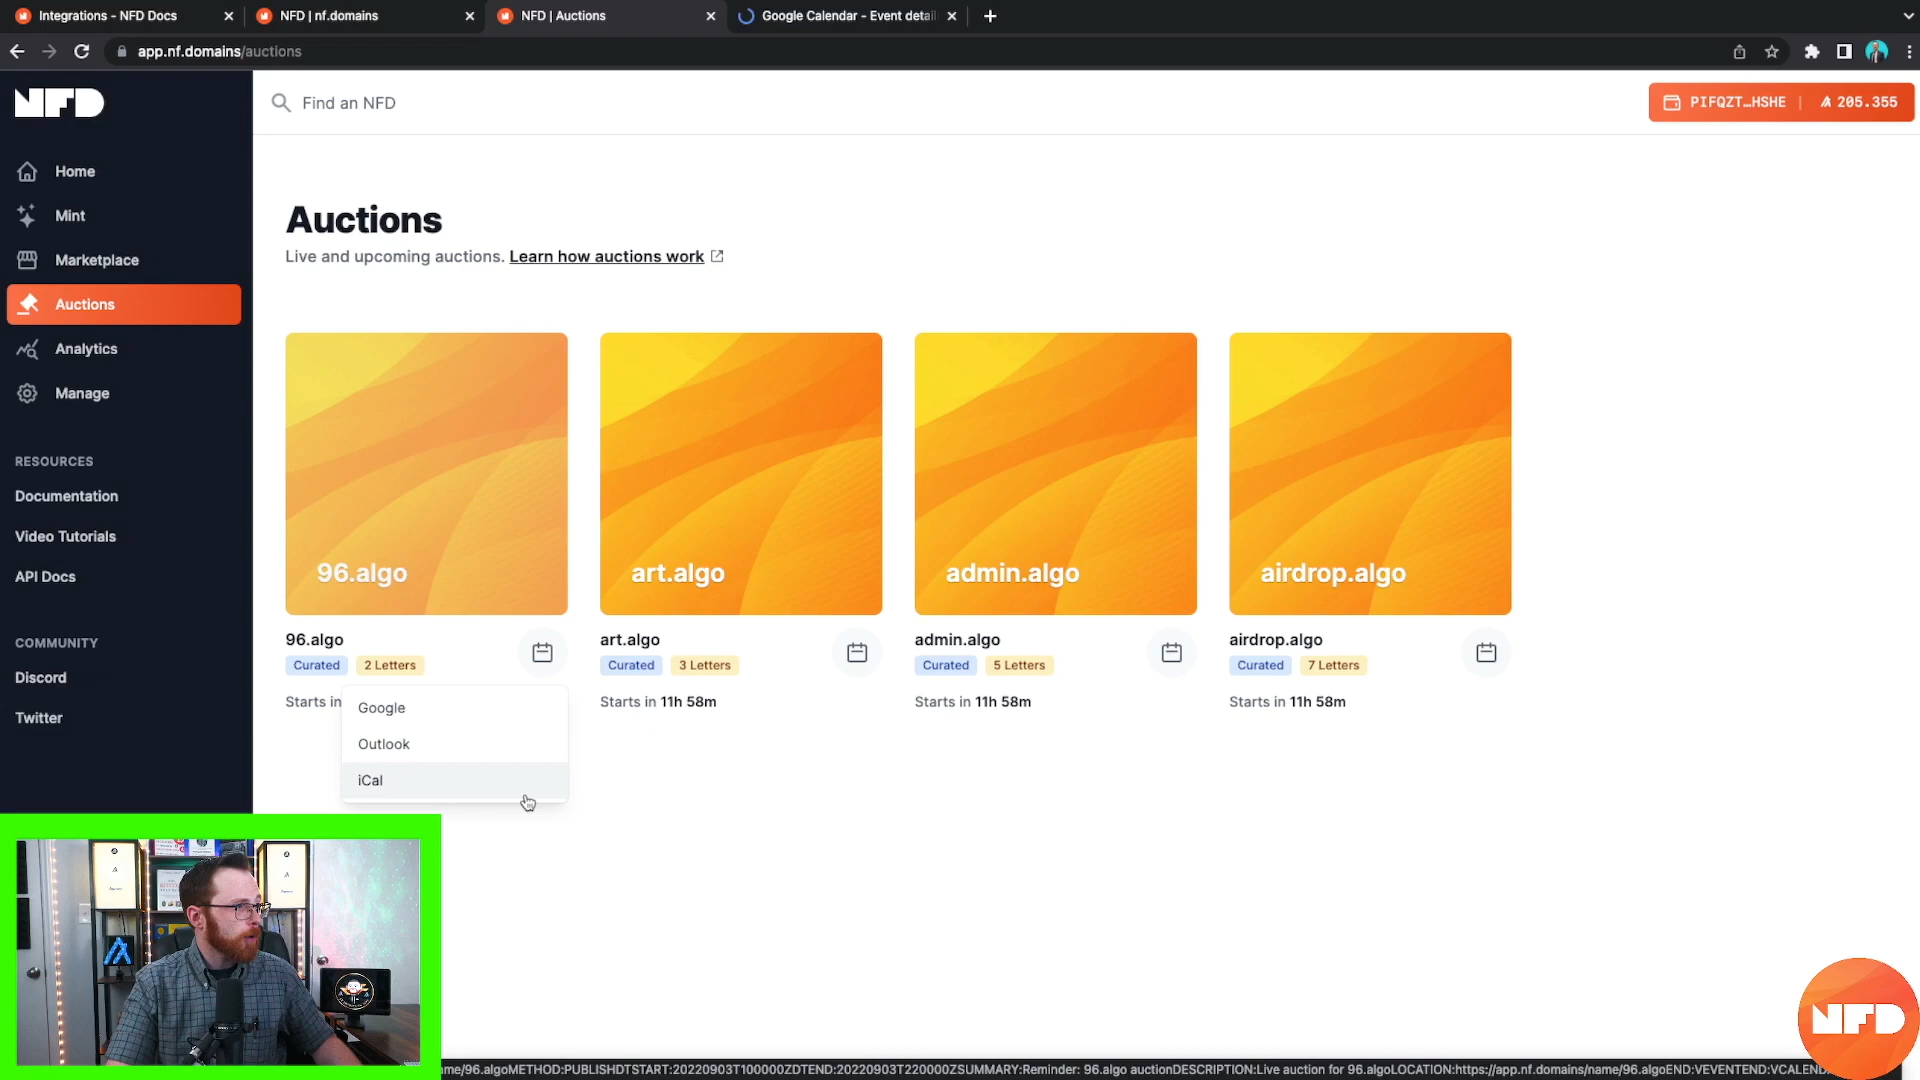 Integrations - NFD Docs
NFD | nf.domains
NFD | Auctions
Google Calendar - Event detail
app.nf.domains/auctions
NFD
Find an NFD
PIFQZT…HSHE | 205.355
Home
Mint
Marketplace
Auctions
Analytics
Manage
RESOURCES
Documentation
Video Tutorials
API Docs
COMMUNITY
Discord
Twitter
Auctions
Live and upcoming auctions. Learn how auctions work
96.algo
art.algo
admin.algo
airdrop.algo
96.algo
Curated 2 Letters
Starts in
art.algo
Curated 3 Letters
Starts in 11h 58m
admin.algo
Curated 5 Letters
Starts in 11h 58m
airdrop.algo
Curated 7 Letters
Starts in 11h 58m
Google
Outlook
iCal
me/96.algoMETHOD:PUBLISHDTSTART:20220903T100000ZDTEND:20220903T220000ZSUMMARY:Reminder: 96.algo auctionDESCRIPTION:Live auction for 96.algoLOCATION:https://app.nf.domains/name/96.algoEND:VEVENTEND:VCALEND
NFD